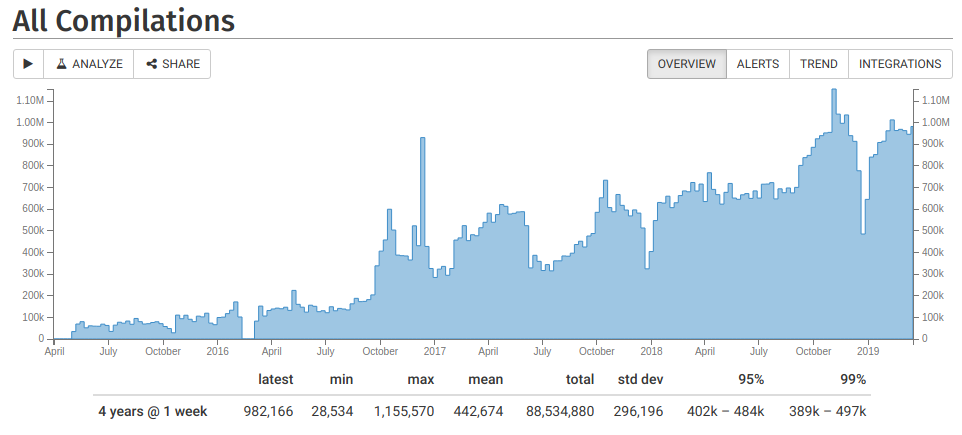 All Compilations
ANALYZE SHARE OVERVIEW ALERTS TREND INTEGRATIONS
1.10M 1.10M
1.00M 1.00M
900k 900k
800k 800k
700k 700k
600k 600k
500k 500k
400k 400k
300k 300k
200k 200k
100k 100k
0 0
April July October 2016 April July October 2017 April July October 2018 April July October 2019
latest min max mean total std dev 95% 99%
4 years @ 1 week 982,166 28,534 1,155,570 442,674 88,534,880 296,196 402k – 484k 389k – 497k